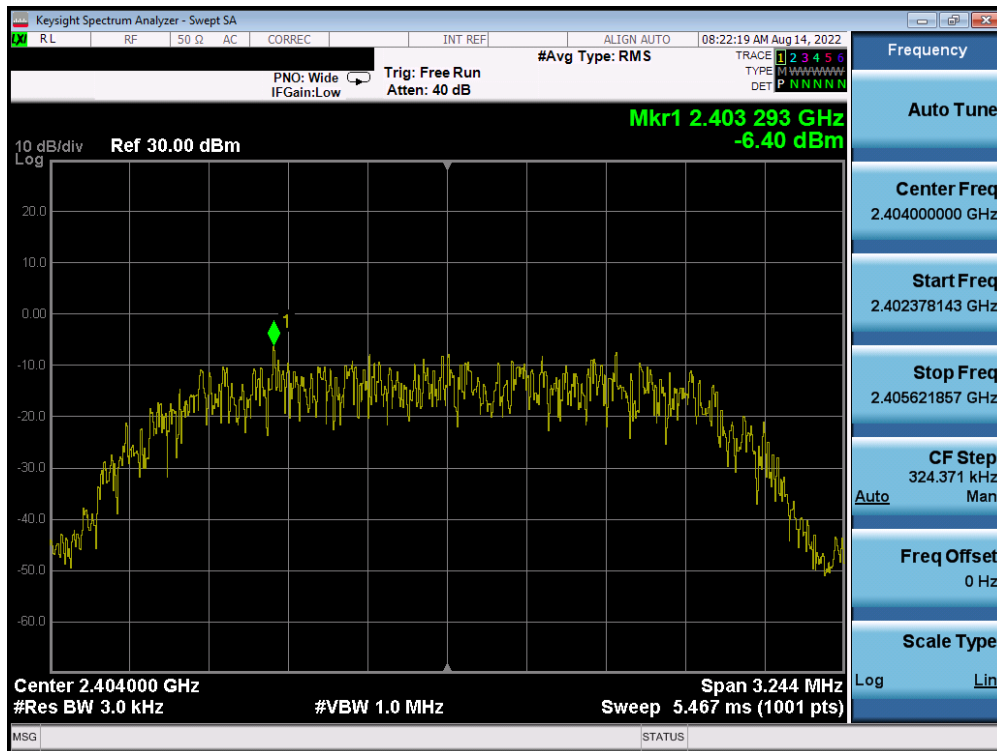 Keysight Spectrum Analyzer - Swept SA
LXI RL RF 50 Ω AC CORREC INT REF ALIGN AUTO 08:22:19 AM Aug 14, 2022
#Avg Type: RMS TRACE 1 2 3 4 5 6
PNO: Wide Trig: Free Run TYPE M W W W W W
IFGain:Low Atten: 40 dB DET P N N N N N
Mkr1 2.403 293 GHz
-6.40 dBm
10 dB/div Ref 30.00 dBm
Log
20.0
10.0
0.00
-10.0
-20.0
-30.0
-40.0
-50.0
-60.0
1
Center 2.404000 GHz Span 3.244 MHz
#Res BW 3.0 kHz #VBW 1.0 MHz Sweep 5.467 ms (1001 pts)
MSG STATUS
Frequency
Auto Tune
Center Freq
2.404000000 GHz
Start Freq
2.402378143 GHz
Stop Freq
2.405621857 GHz
CF Step
324.371 kHz
Auto Man
Freq Offset
0 Hz
Scale Type
Log Lin